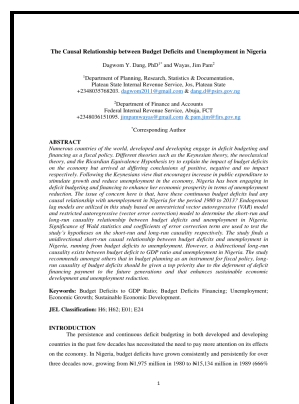 The Causal Relationship between Budget Deficits and Unemployment in Nigeria
Dagwom Y. Dang, PhD¹* and Wayas, Jim Pam²
¹Department of Planning, Research, Statistics & Documentation,
Plateau State Internal Revenue Service, Jos, Plateau State
+2348035788203, dagwom2011@gmail.com & dang.d@psirs.gov.ng
²Department of Finance and Accounts
Federal Internal Revenue Service, Abuja, FCT
+2348036151095, jimpamwayas@gmail.com & pam.jim@firs.gov.ng
*Corresponding Author
ABSTRACT
Numerous countries of the world, developed and developing engage in deficit budgeting and
financing as a fiscal policy. Different theories such as the Keynesian theory, the neoclassical
theory, and the Ricardian Equivalence Hypothesis try to explain the impact of budget deficits
on the economy but arrived at differing conclusions of positive, negative and no impact
respectively. Following the Keynesian view that encourages increase in public expenditure to
stimulate growth and reduce unemployment in the economy, Nigeria has been engaging in
deficit budgeting and financing to enhance her economic prosperity in terms of unemployment
reduction. The issue of concern here is that, have these continuous budget deficits had any
causal relationship with unemployment in Nigeria for the period 1980 to 2013? Endogenous
lag models are utilized in this study based on unrestricted vector autoregressive (VAR) model
and restricted autoregressive (vector error correction) model to determine the short-run and
long-run causality relationship between budget deficits and unemployment in Nigeria.
Significance of Wald statistics and coefficients of error correction term are used to test the
study's hypotheses on the short-run and long-run causality respectively. The study finds a
unidirectional short-run causality relationship between budget deficits and unemployment in
Nigeria, running from budget deficits to unemployment. However, a bidirectional long-run
causality exists between budget deficit to GDP ratio and unemployment in Nigeria. The study
recommends amongst others that in budget planning as an instrument for fiscal policy, long-
run causality of budget deficits should be given a top priority due to the deferment of deficits
financing payment to the future generations and that enhances sustainable economic
development and unemployment reduction.
Keywords: Budget Deficits to GDP Ratio; Budget Deficits Financing; Unemployment;
Economic Growth; Sustainable Economic Development.
JEL Classification: H6; H62; E01; E24
INTRODUCTION
The persistence and continuous deficit budgeting in both developed and developing
countries in the past few decades has necessitated the need to pay more attention on its effects
on the economy. In Nigeria, budget deficits have grown consistently and persistently for over
three decades now, growing from ₦1,975 million in 1980 to ₦15,134 million in 1989 (666%
1